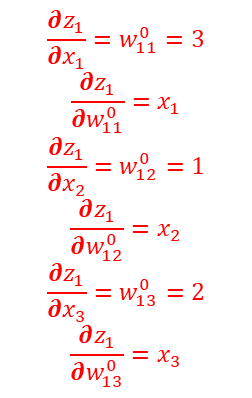 ∂z₁/∂x₁ = w⁰₁₁ = 3
∂z₁/∂w⁰₁₁ = x₁
∂z₁/∂x₂ = w⁰₁₂ = 1
∂z₁/∂w⁰₁₂ = x₂
∂z₁/∂x₃ = w⁰₁₃ = 2
∂z₁/∂w⁰₁₃ = x₃